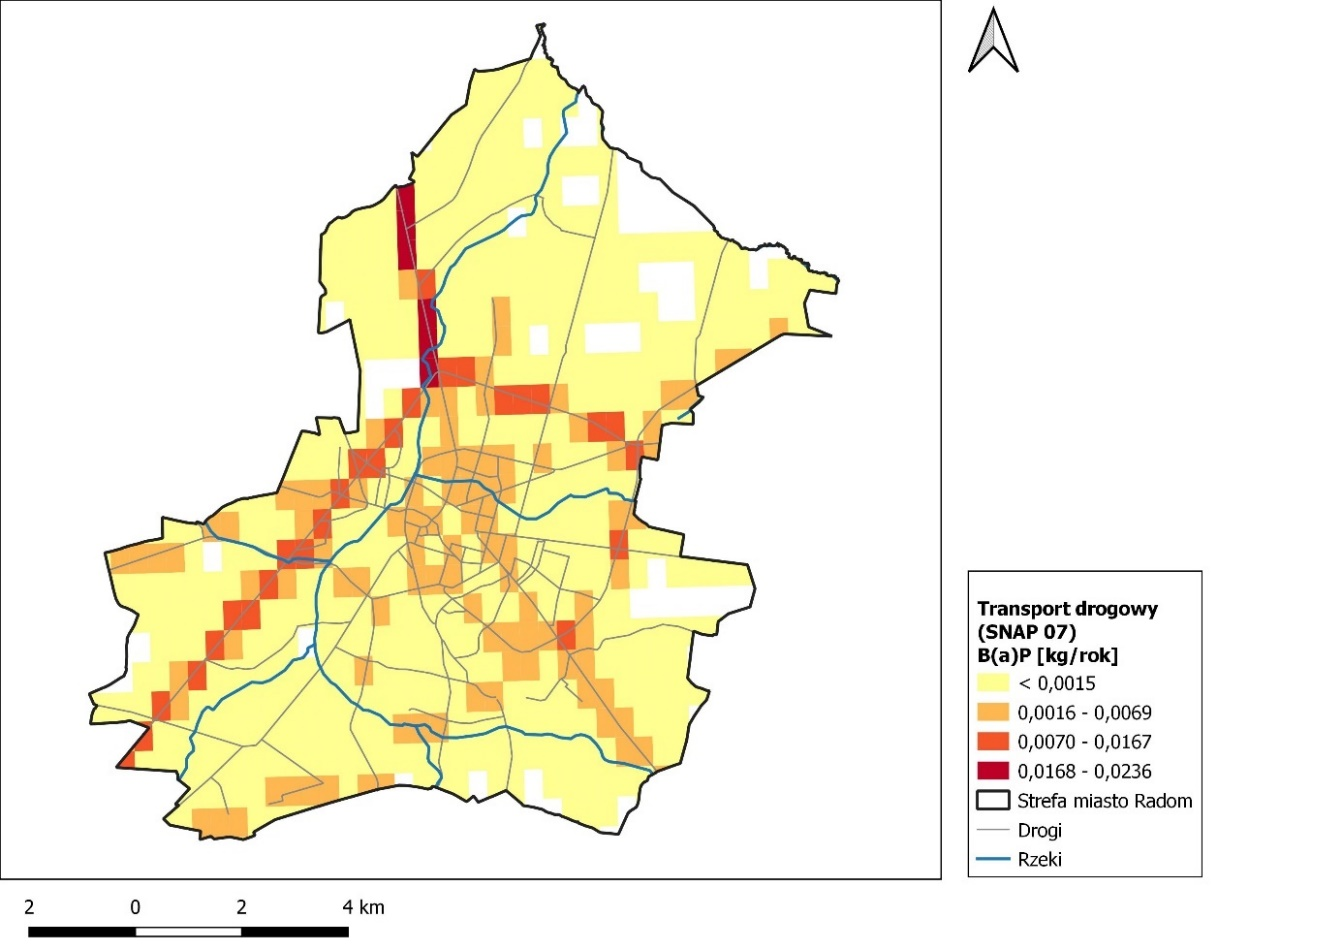 Transport drogowy
(SNAP 07)
B(a)P [kg/rok]
< 0,0015
0,0016 - 0,0069
0,0070 - 0,0167
0,0168 - 0,0236
Strefa miasto Radom
Drogi
Rzeki
2 0 2 4 km